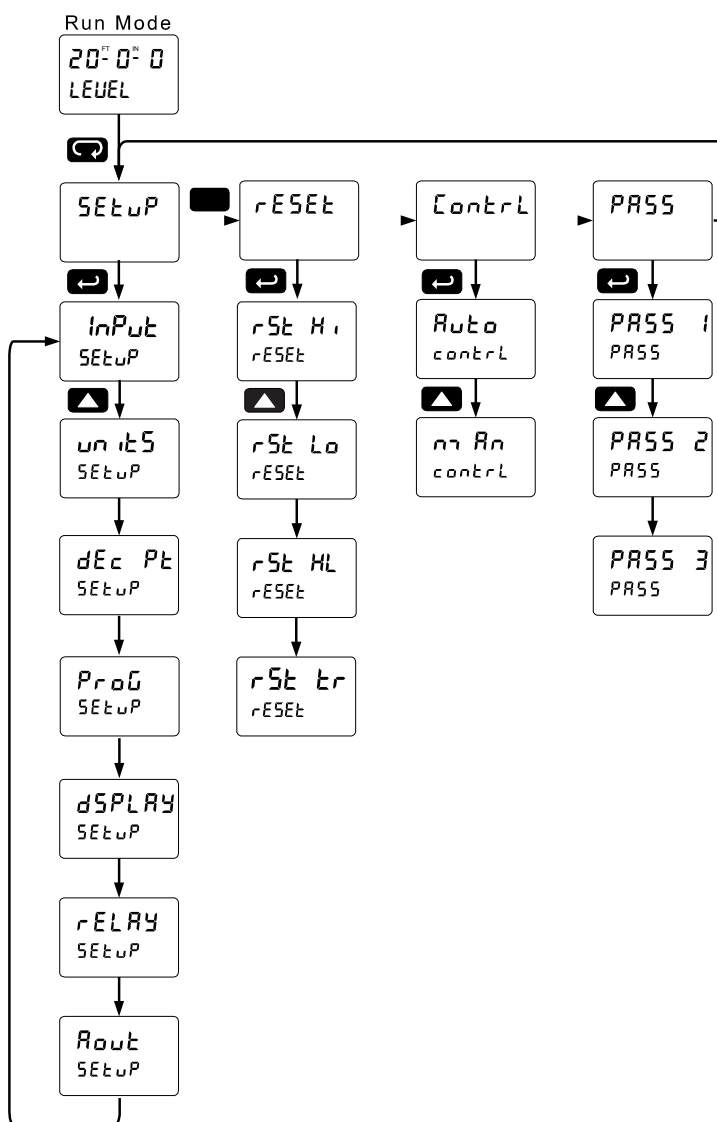 Run Mode
20 FT - 0 IN - 0
LEVEL
SEtuP
rESEt
ContrL
PASS
InPut
SEtuP
rSt Hi
rESEt
Auto
contrL
PASS 1
PASS
unitS
SEtuP
rSt Lo
rESEt
mAn
contrL
PASS 2
PASS
dEc Pt
SEtuP
rSt HL
rESEt
PASS 3
PASS
ProG
SEtuP
rSt tr
rESEt
dSPLAY
SEtuP
rELAY
SEtuP
Aout
SEtuP